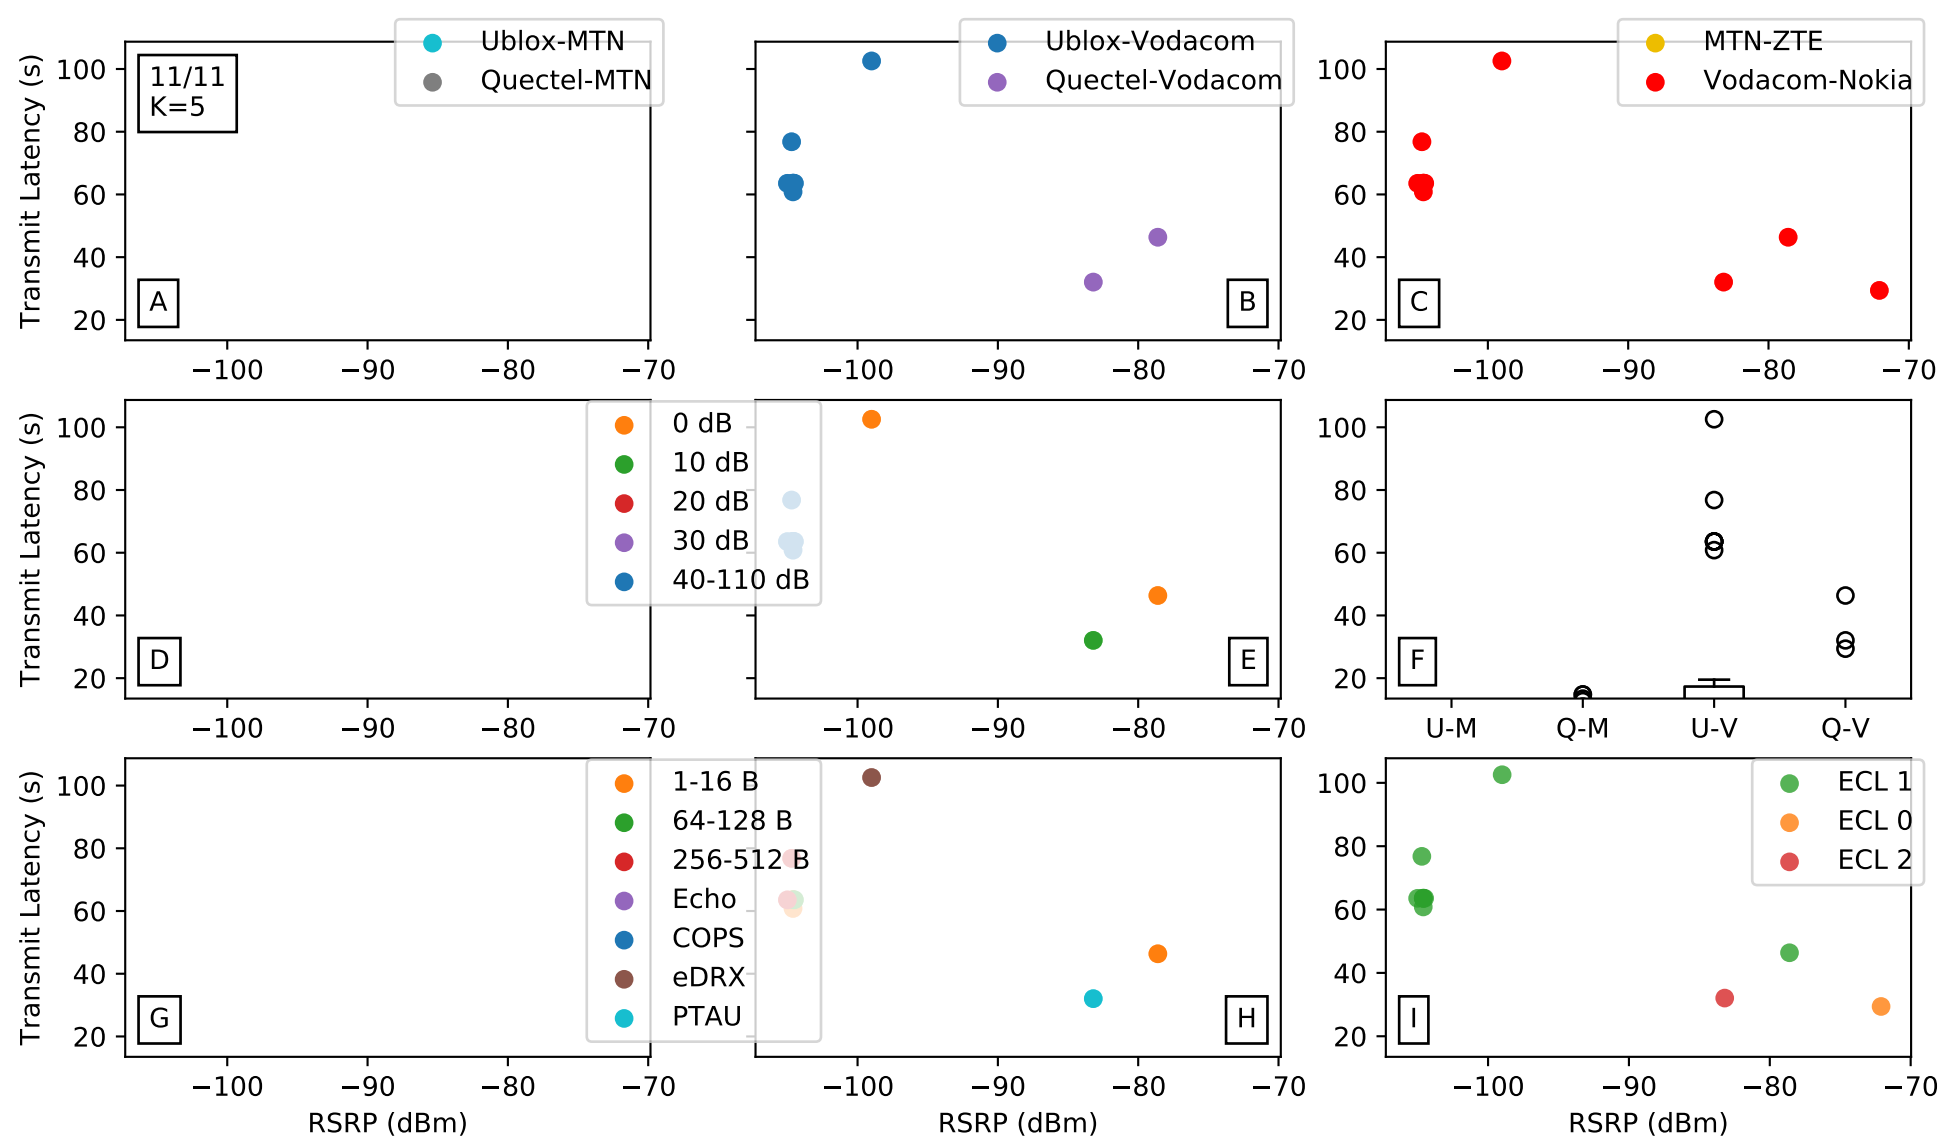 Transmit Latency (s)
100
80
60
40
20
11/11
K=5
A
Ublox-MTN
Quectel-MTN
−100 −90 −80 −70
Ublox-Vodacom
Quectel-Vodacom
B
−100 −90 −80 −70
100
80
60
40
20
MTN-ZTE
Vodacom-Nokia
C
−100 −90 −80 −70
Transmit Latency (s)
100
80
60
40
20
D
−100 −90 −80 −70
0 dB
10 dB
20 dB
30 dB
40-110 dB
E
−100 −90 −80 −70
100
80
60
40
20
F
U-M Q-M U-V Q-V
Transmit Latency (s)
100
80
60
40
20
G
−100 −90 −80 −70
RSRP (dBm)
1-16 B
64-128 B
256-512 B
Echo
COPS
eDRX
PTAU
H
−100 −90 −80 −70
RSRP (dBm)
100
80
60
40
20
ECL 1
ECL 0
ECL 2
I
−100 −90 −80 −70
RSRP (dBm)